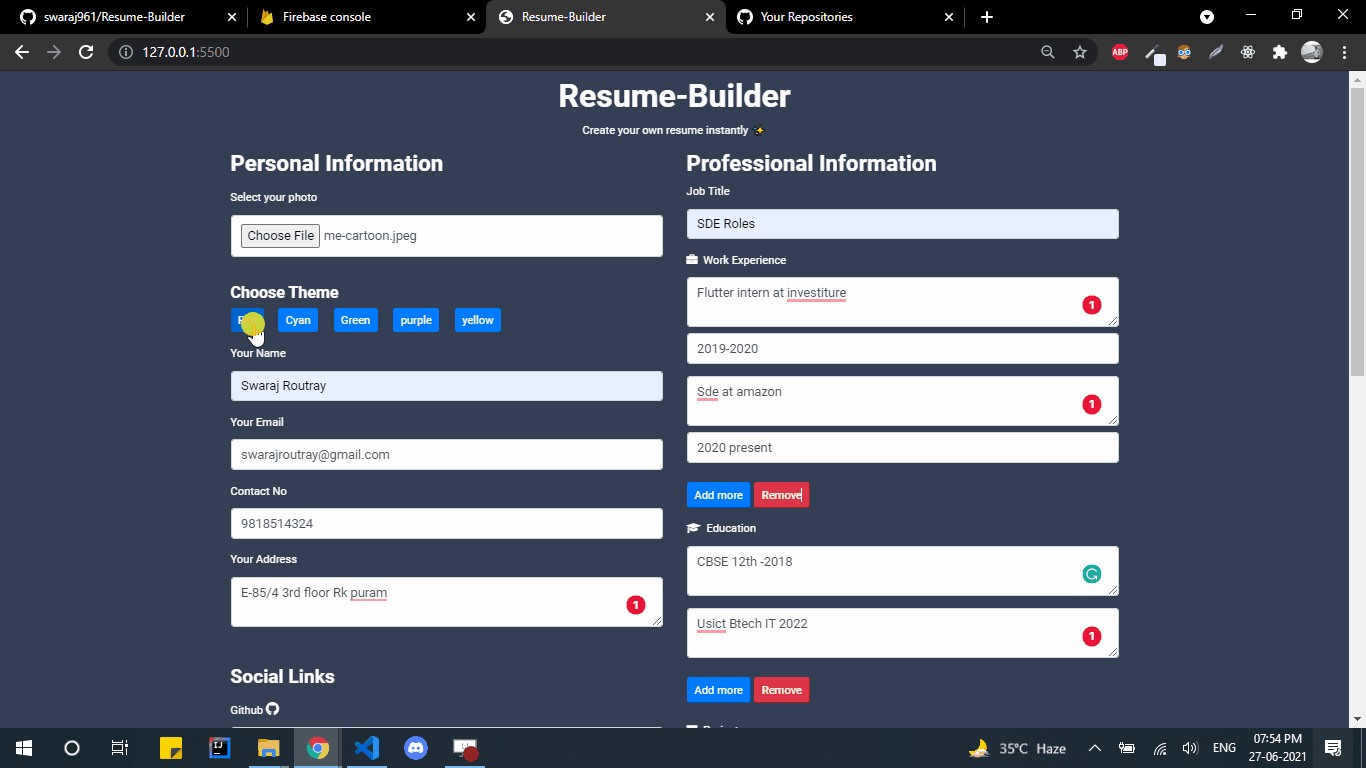 swaraj961/Resume-Builder
Firebase console
Resume-Builder
Your Repositories
127.0.0.1:5500
ABP
Resume-Builder
Create your own resume instantly ✨
Personal Information
Select your photo
Choose File me-cartoon.jpeg
Choose Theme
Cyan Green purple yellow
Your Name
Swaraj Routray
Your Email
swarajroutray@gmail.com
Contact No
9818514324
Your Address
E-85/4 3rd floor Rk puram
1
Social Links
Github
Professional Information
Job Title
SDE Roles
Work Experience
Flutter intern at investiture
1
2019-2020
Sde at amazon
1
2020 present
Add more Remove
Education
CBSE 12th -2018
Usict Btech IT 2022
1
Add more Remove
IJ
35°C Haze
ENG
07:54 PM
27-06-2021